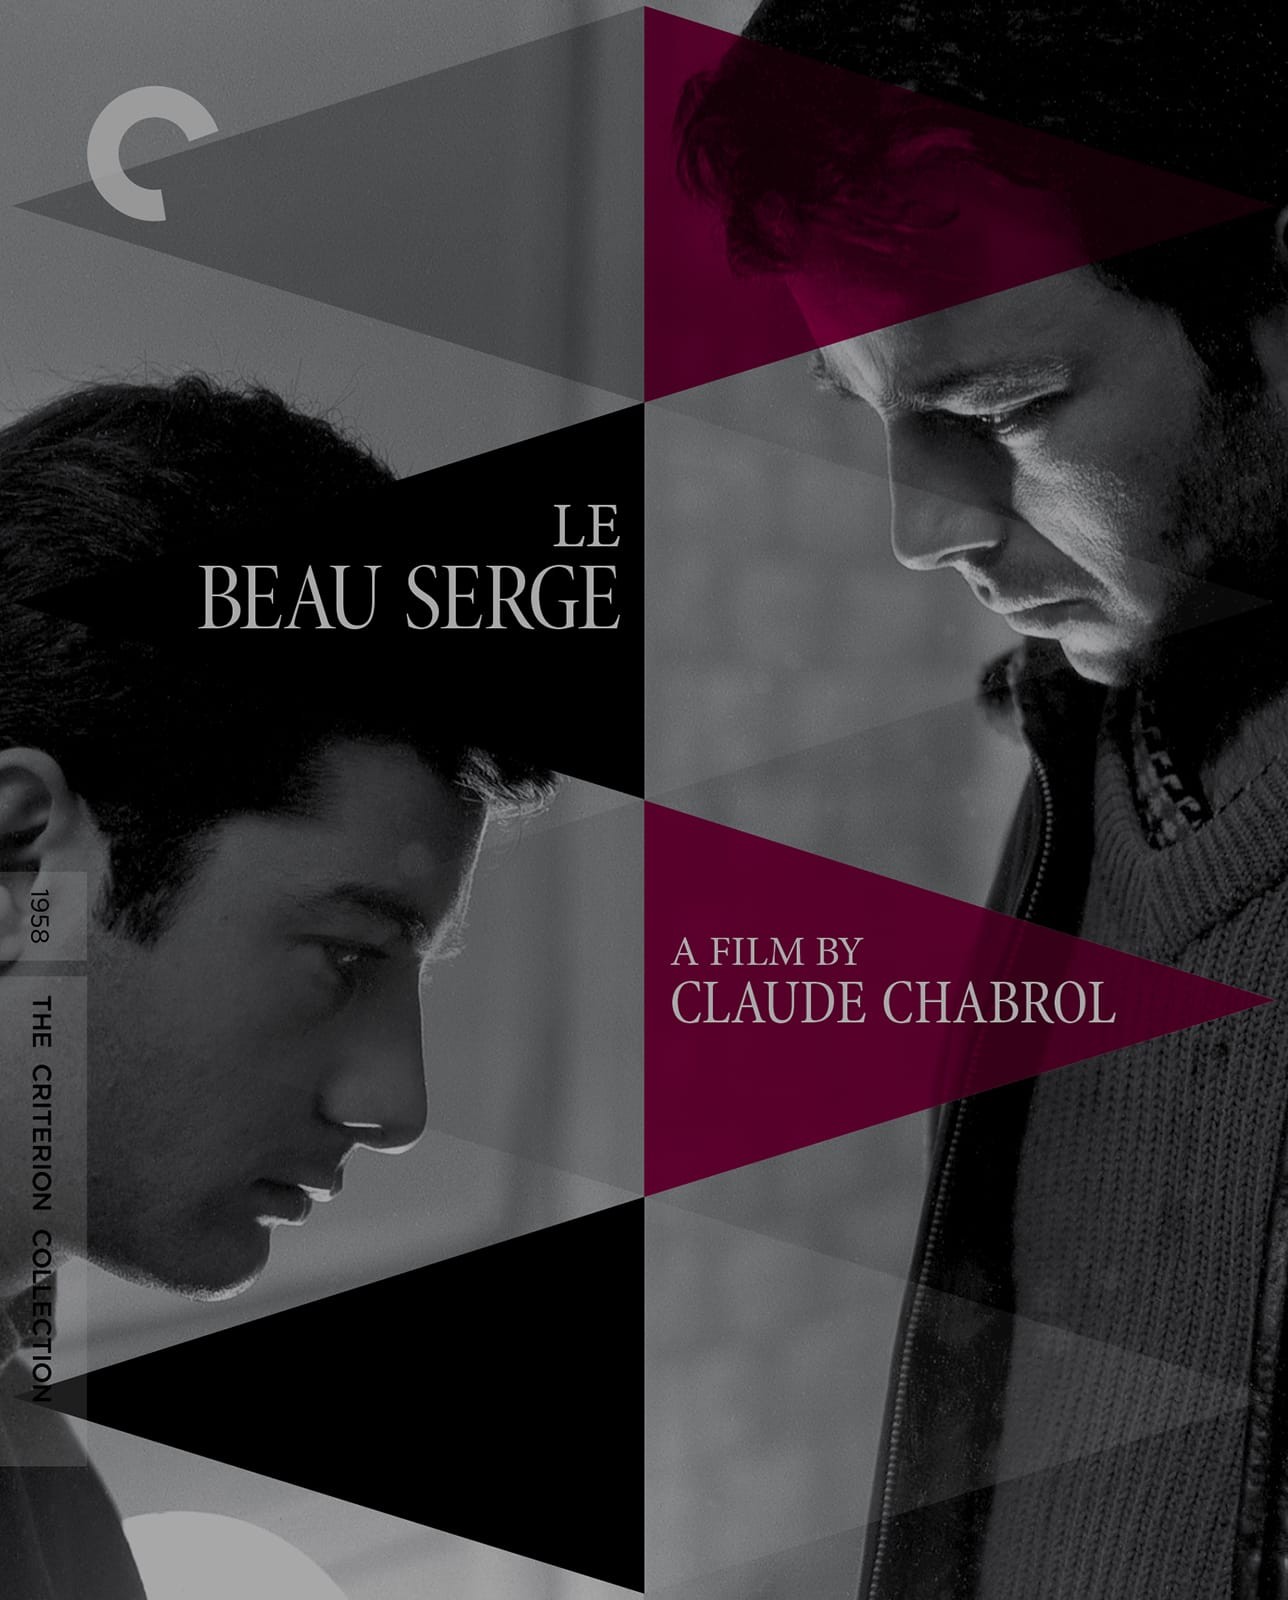 LE
BEAU SERGE
A FILM BY
CLAUDE CHABROL
1958
THE CRITERION COLLECTION